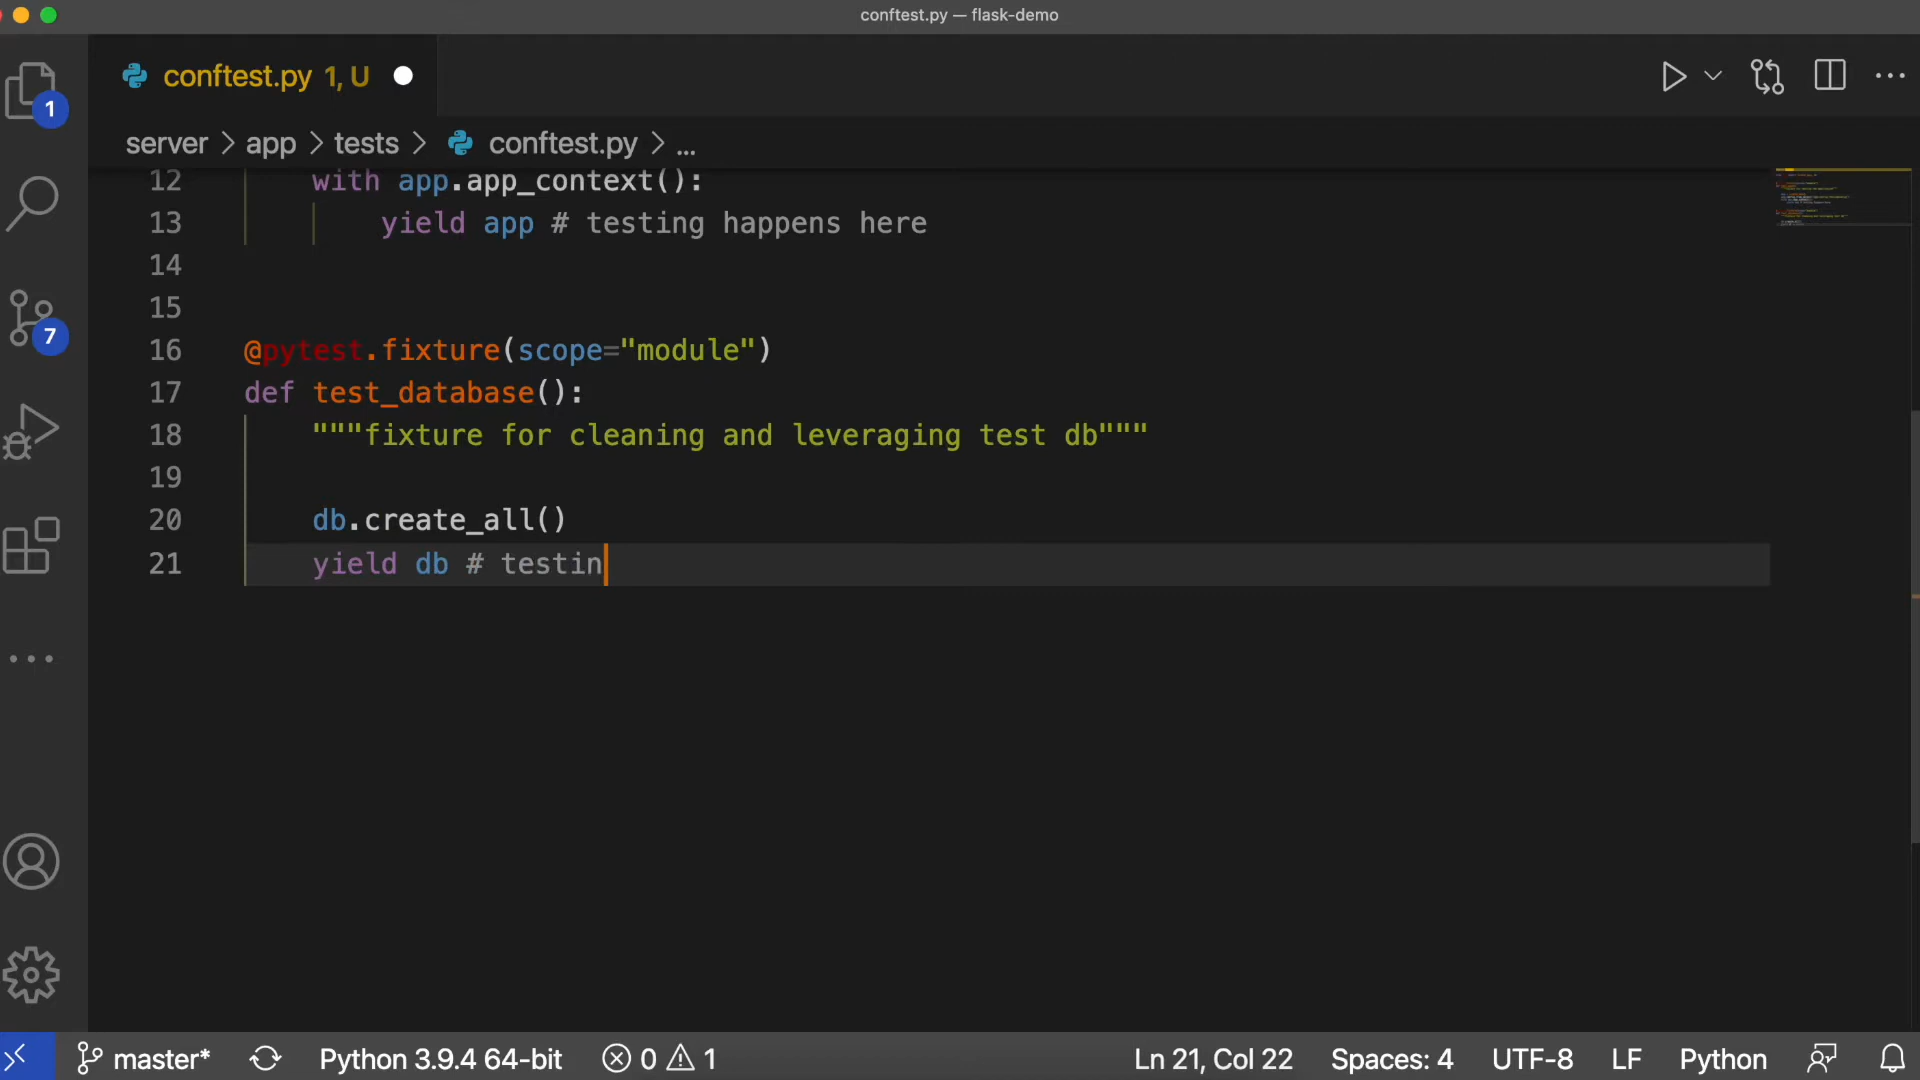 conftest.py — flask-demo
conftest.py 1, U
1
server > app > tests > conftest.py > ...
12 with app.app_context():
13 yield app # testing happens here
14
15
7
16 @pytest.fixture(scope="module")
17 def test_database():
18 """fixture for cleaning and leveraging test db"""
19
20 db.create_all()
21 yield db # testin
master* Python 3.9.4 64-bit 0 1 Ln 21, Col 22 Spaces: 4 UTF-8 LF Python